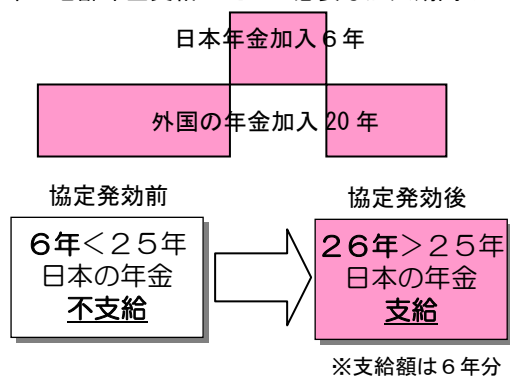 日本年金加入６年
外国の年金加入 20 年
協定発効前
協定発効後
６年＜２５年
日本の年金
不支給
２６年＞２５年
日本の年金
支給
※支給額は６年分